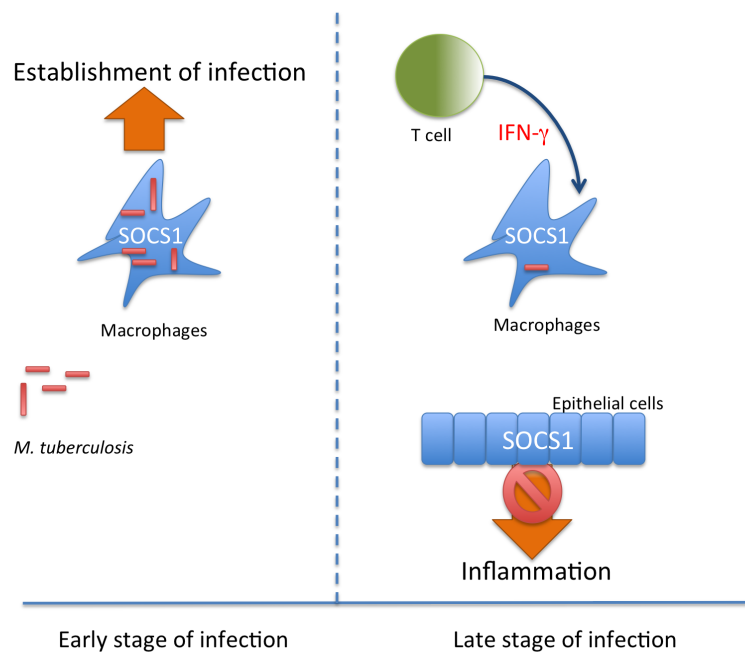 Establishment of infection
SOCS1
Macrophages
M. tuberculosis
T cell
IFN-γ
SOCS1
Macrophages
Epithelial cells
SOCS1
Inflammation
Early stage of infection
Late stage of infection